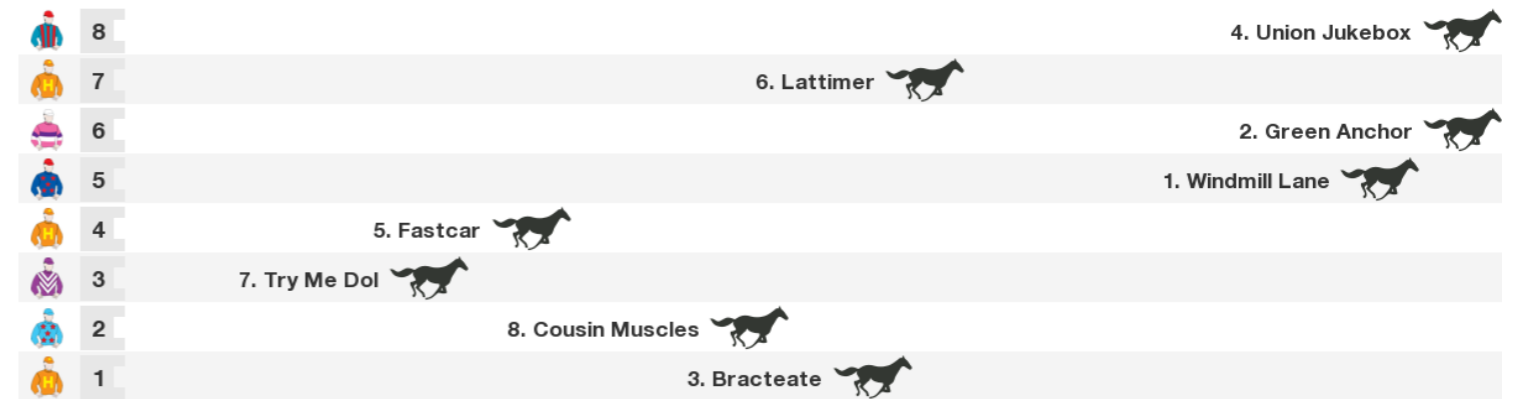 8 4. Union Jukebox
H 7 6. Lattimer
6 2. Green Anchor
5 1. Windmill Lane
H 4 5. Fastcar
3 7. Try Me Dol
2 8. Cousin Muscles
H 1 3. Bracteate